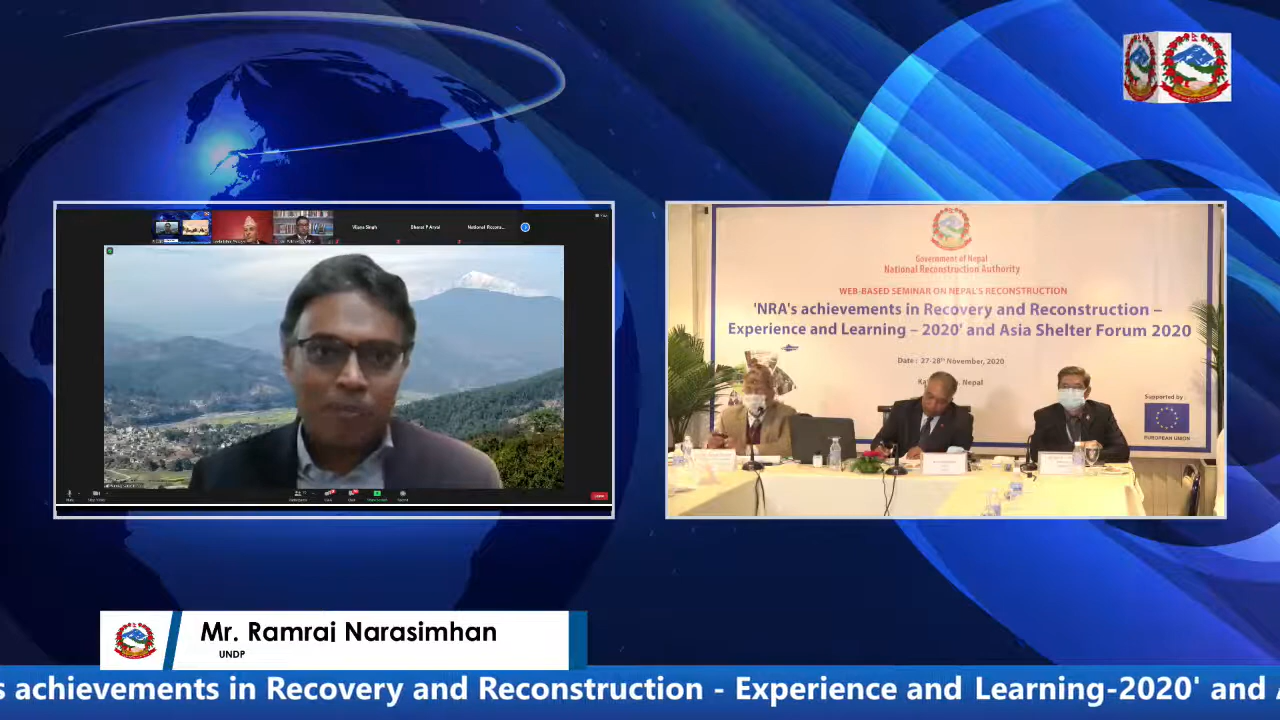 Vijaya Singh
Bharat P Aryal
National Recons...
Government of Nepal
National Reconstruction Authority
WEB-BASED SEMINAR ON NEPAL'S RECONSTRUCTION
'NRA's achievements in Recovery and Reconstruction –
Experience and Learning – 2020' and Asia Shelter Forum 2020
Date : 27-28th November, 2020
Nepal
Supported by :
EUROPEAN UNION
Mr. Ramraj Narasimhan
UNDP
s achievements in Recovery and Reconstruction - Experience and Learning-2020' and